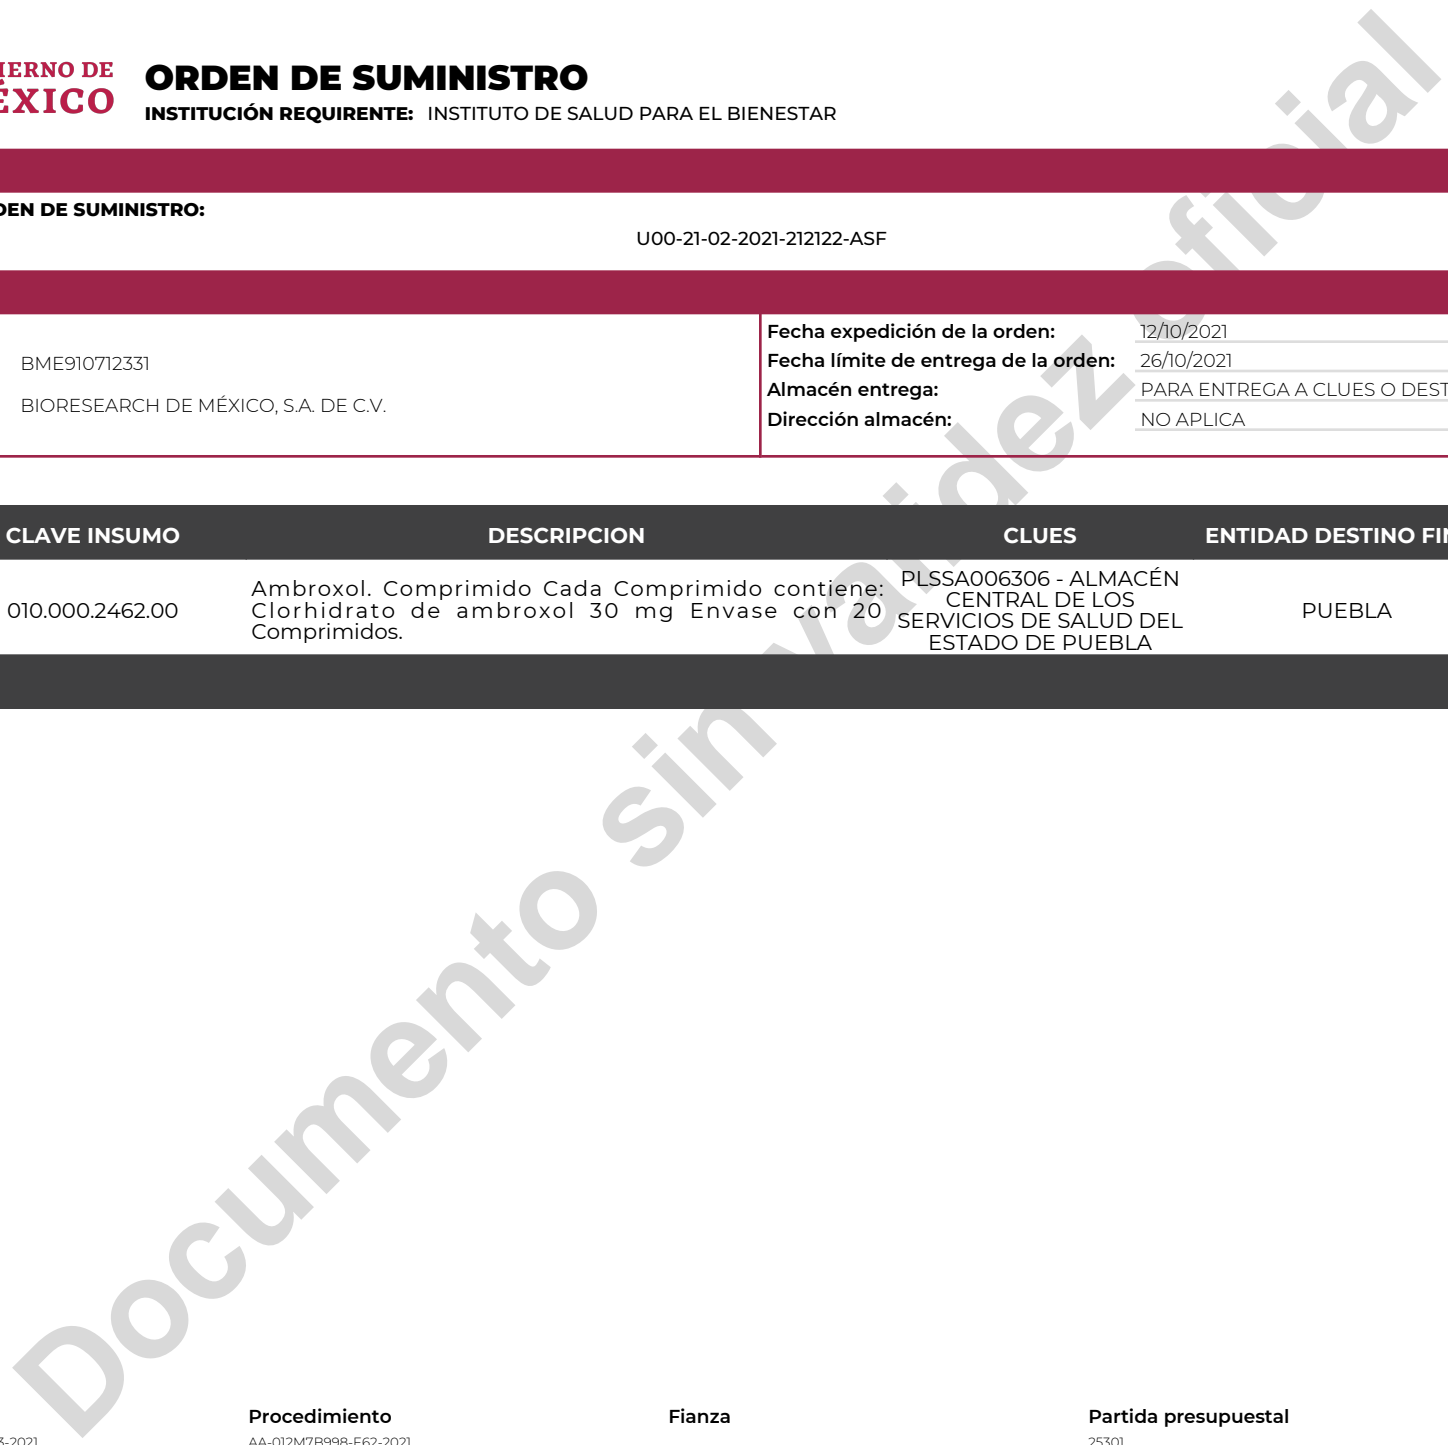 IERNO DE
ÉXICO
ORDEN DE SUMINISTRO
INSTITUCIÓN REQUIRENTE: INSTITUTO DE SALUD PARA EL BIENESTAR
DEN DE SUMINISTRO:
U00-21-02-2021-212122-ASF
BME910712331
BIORESEARCH DE MÉXICO, S.A. DE C.V.
Fecha expedición de la orden: 12/10/2021
Fecha límite de entrega de la orden: 26/10/2021
Almacén entrega: PARA ENTREGA A CLUES O DEST
Dirección almacén: NO APLICA
CLAVE INSUMO DESCRIPCION CLUES ENTIDAD DESTINO FIN
010.000.2462.00
Ambroxol. Comprimido Cada Comprimido contiene:
Clorhidrato de ambroxol 30 mg Envase con 20
Comprimidos.
PLSSA006306 - ALMACÉN
CENTRAL DE LOS
SERVICIOS DE SALUD DEL
ESTADO DE PUEBLA
PUEBLA
Documento sin validez oficial
Procedimiento Fianza Partida presupuestal
3-2021 AA-012M7B998-E62-2021 25301